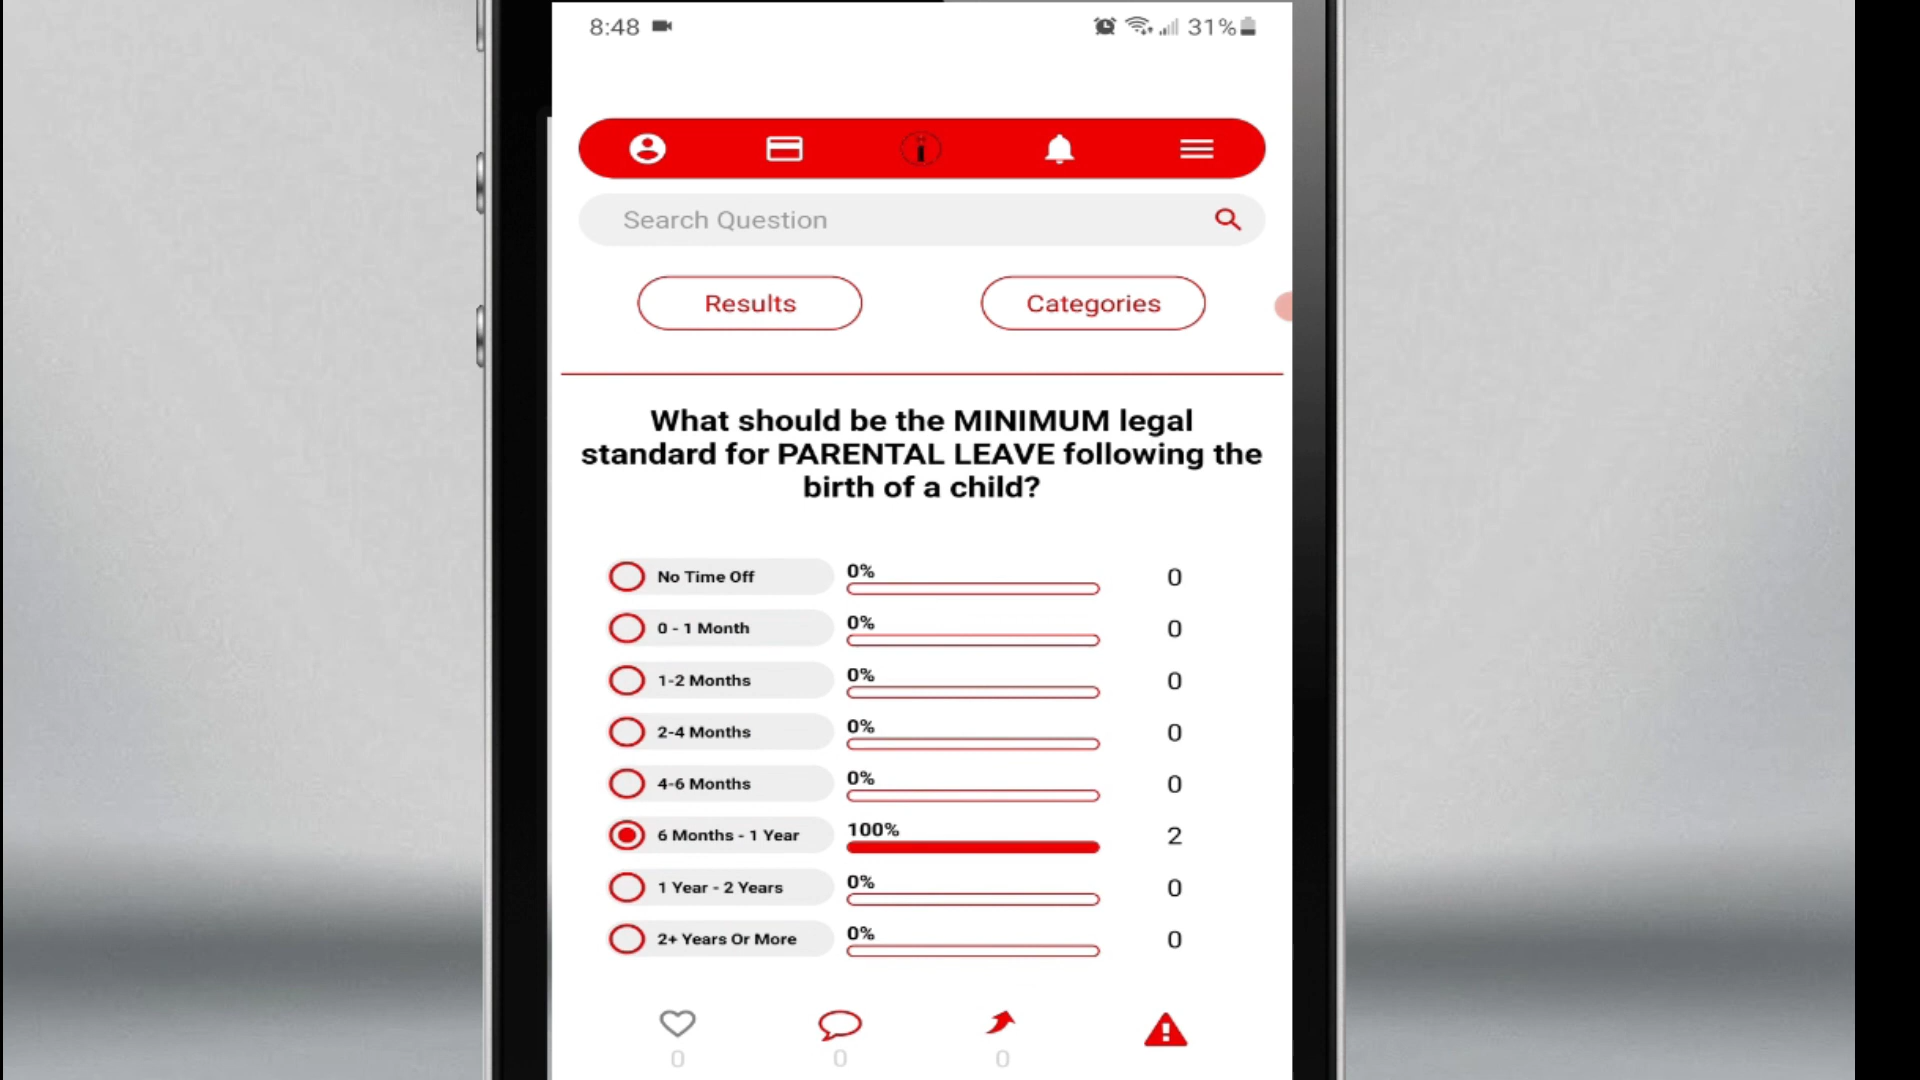 8:48
31%
Search Question
Results
Categories
What should be the MINIMUM legal
standard for PARENTAL LEAVE following the
birth of a child?
No Time Off 0% 0
0 - 1 Month 0% 0
1-2 Months 0% 0
2-4 Months 0% 0
4-6 Months 0% 0
6 Months - 1 Year 100% 2
1 Year - 2 Years 0% 0
2+ Years Or More 0% 0
0 0 0